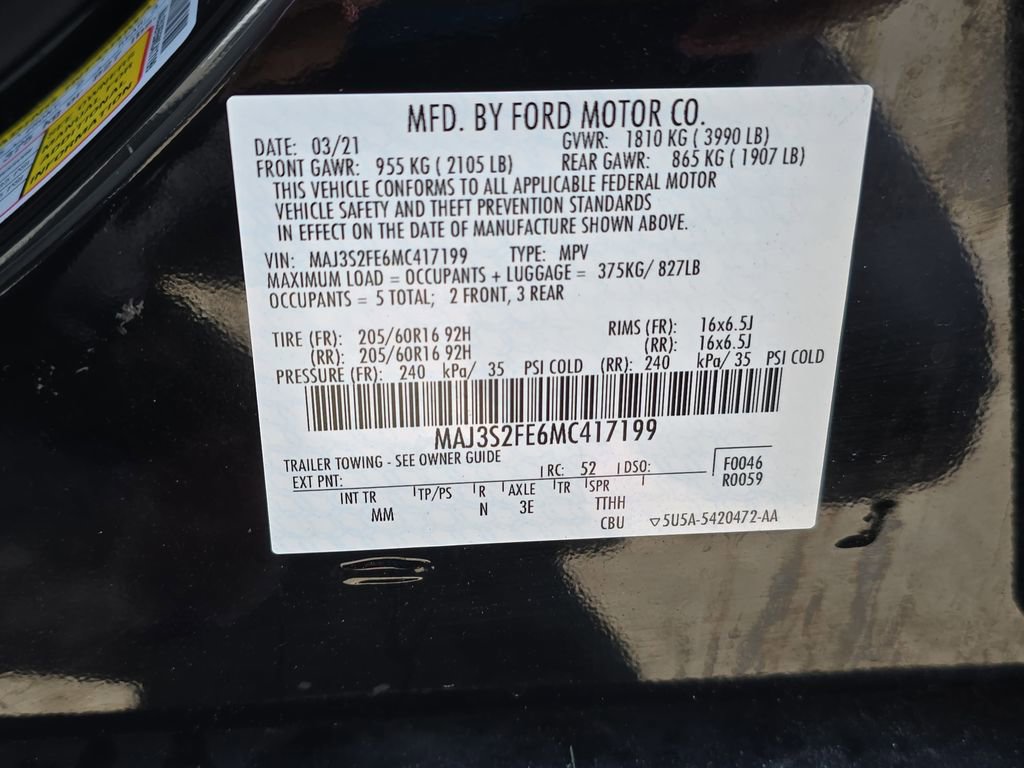 MFD. BY FORD MOTOR CO.
DATE: 03/21 GVWR: 1810 KG ( 3990 LB)
FRONT GAWR: 955 KG ( 2105 LB) REAR GAWR: 865 KG ( 1907 LB)
THIS VEHICLE CONFORMS TO ALL APPLICABLE FEDERAL MOTOR
VEHICLE SAFETY AND THEFT PREVENTION STANDARDS
IN EFFECT ON THE DATE OF MANUFACTURE SHOWN ABOVE.
VIN: MAJ3S2FE6MC417199 TYPE: MPV
MAXIMUM LOAD = OCCUPANTS + LUGGAGE = 375KG/ 827LB
OCCUPANTS = 5 TOTAL; 2 FRONT, 3 REAR
TIRE (FR): 205/60R16 92H RIMS (FR): 16x6.5J
(RR): 205/60R16 92H (RR): 16x6.5J
PRESSURE (FR): 240 kPa/ 35 PSI COLD (RR): 240 kPa/ 35 PSI COLD
MAJ3S2FE6MC417199
TRAILER TOWING - SEE OWNER GUIDE
EXT PNT: RC: 52 DSO: F0046
R0059
INT TR TP/PS R AXLE TR SPR
MM N 3E TTHH
CBU ▽5U5A-5420472-AA
OWNERS
MANUAL FOR
ADDITIONAL
INFORMATION